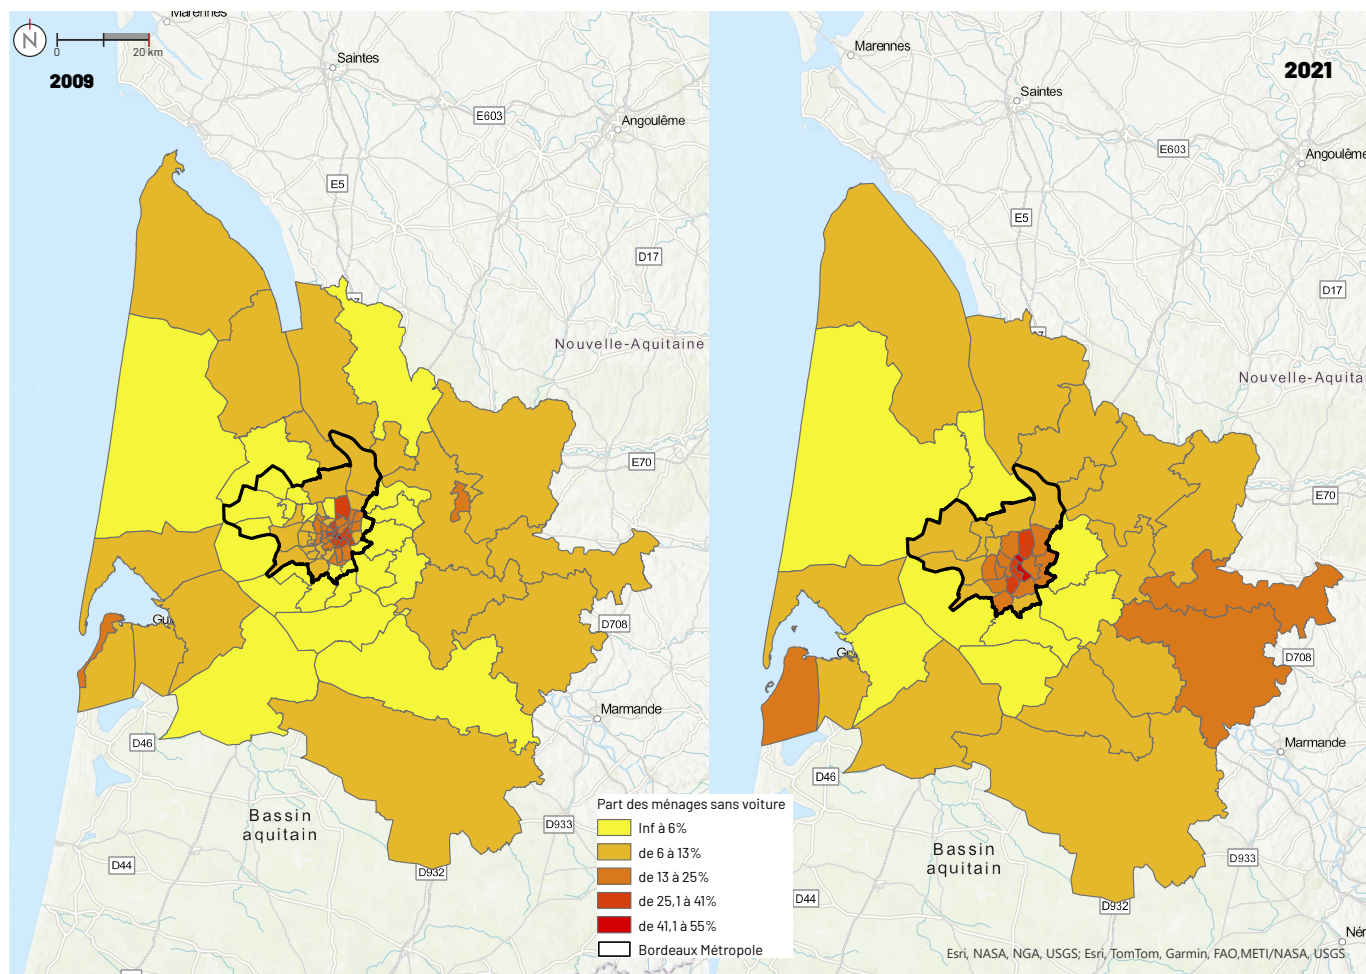 Marennes
N
0
20 km
2009
Saintes
E603
Angoulême
E5
D17
Nouvelle-Aquitaine
E70
D708
Marmande
D46
Bassin
aquitain
D933
D44
D932
Part des ménages sans voiture
Inf à 6%
de 6 à 13%
de 13 à 25%
de 25,1 à 41%
de 41,1 à 55%
Bordeaux Métropole
2021
Marennes
Saintes
E603
Angoulême
E5
D17
Nouvelle-Aquita
E70
D708
Marmande
D46
Bassin
aquitain
D933
D44
D932
Nér
Esri, NASA, NGA, USGS; Esri, TomTom, Garmin, FAO,METI/NASA, USGS